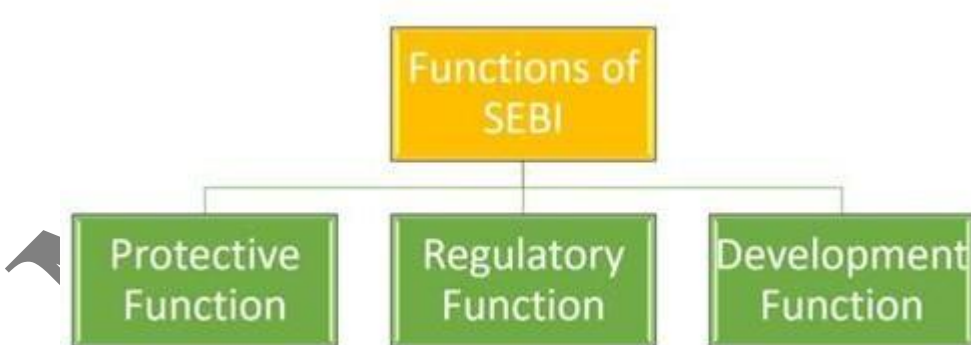 Functions of
SEBI
Protective
Function
Regulatory
Function
Development
Function